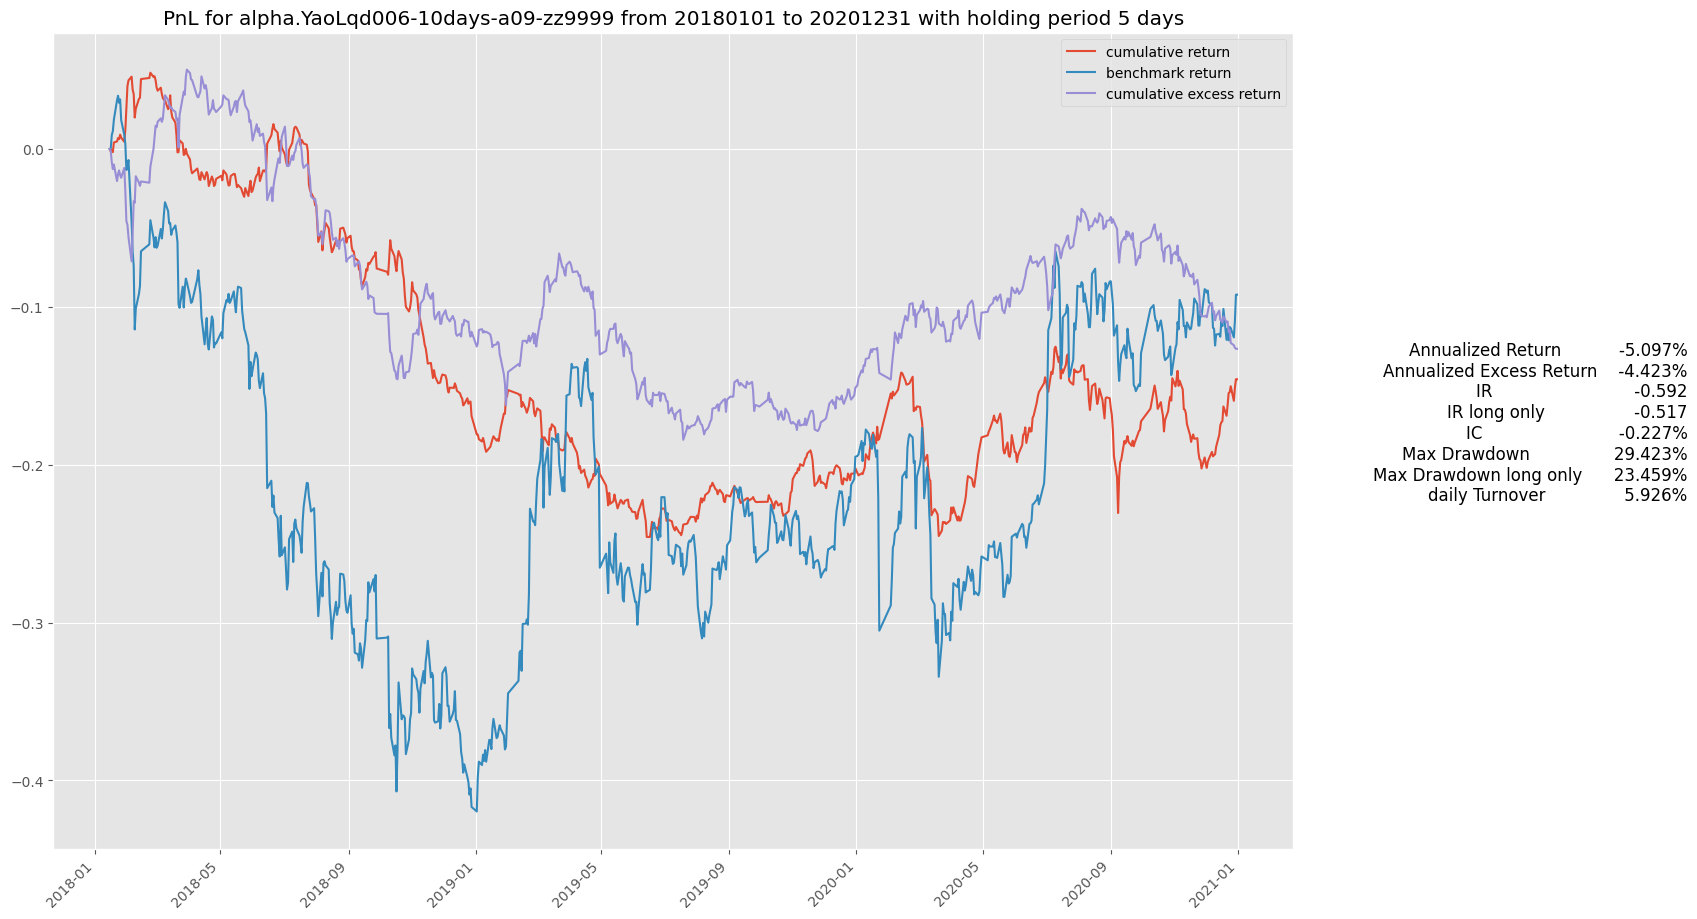 PnL for alpha.YaoLqd006-10days-a09-zz9999 from 20180101 to 20201231 with holding period 5 days
cumulative return
benchmark return
cumulative excess return
0.0
−0.1
−0.2
−0.3
−0.4
2018-01
2018-05
2018-09
2019-01
2019-05
2019-09
2020-01
2020-05
2020-09
2021-01
Annualized Return -5.097%
Annualized Excess Return -4.423%
IR -0.592
IR long only -0.517
IC -0.227%
Max Drawdown 29.423%
Max Drawdown long only 23.459%
daily Turnover 5.926%